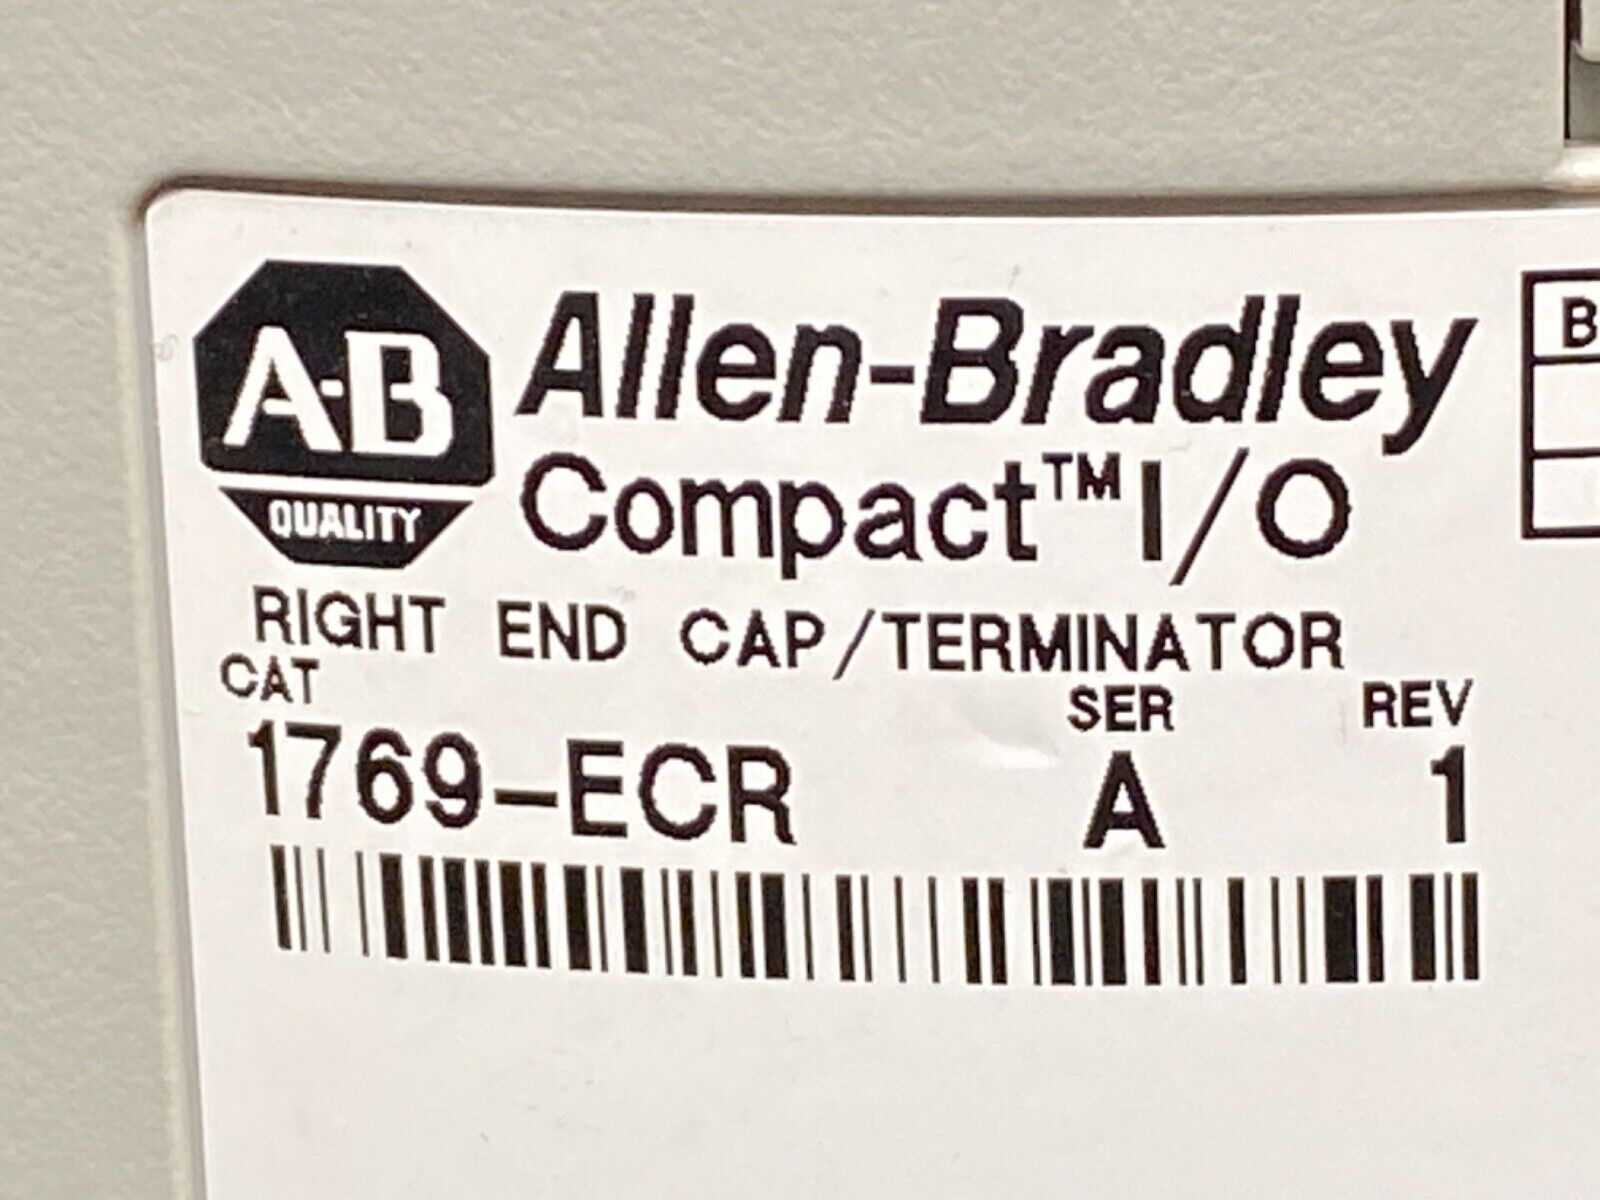 A-B Allen-Bradley
QUALITY Compact™ I/O
RIGHT END CAP/TERMINATOR
CAT SER REV
1769-ECR A 1